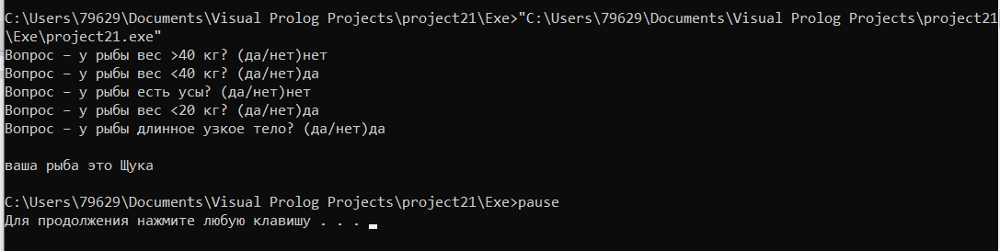 C:\Users\79629\Documents\Visual Prolog Projects\project21\Exe>"C:\Users\79629\Documents\Visual Prolog Projects\project21
\Exe\project21.exe"
Вопрос – у рыбы вес >40 кг? (да/нет)нет
Вопрос – у рыбы вес <40 кг? (да/нет)да
Вопрос – у рыбы есть усы? (да/нет)нет
Вопрос – у рыбы вес <20 кг? (да/нет)да
Вопрос – у рыбы длинное узкое тело? (да/нет)да
ваша рыба это Щука
C:\Users\79629\Documents\Visual Prolog Projects\project21\Exe>pause
Для продолжения нажмите любую клавишу . . .